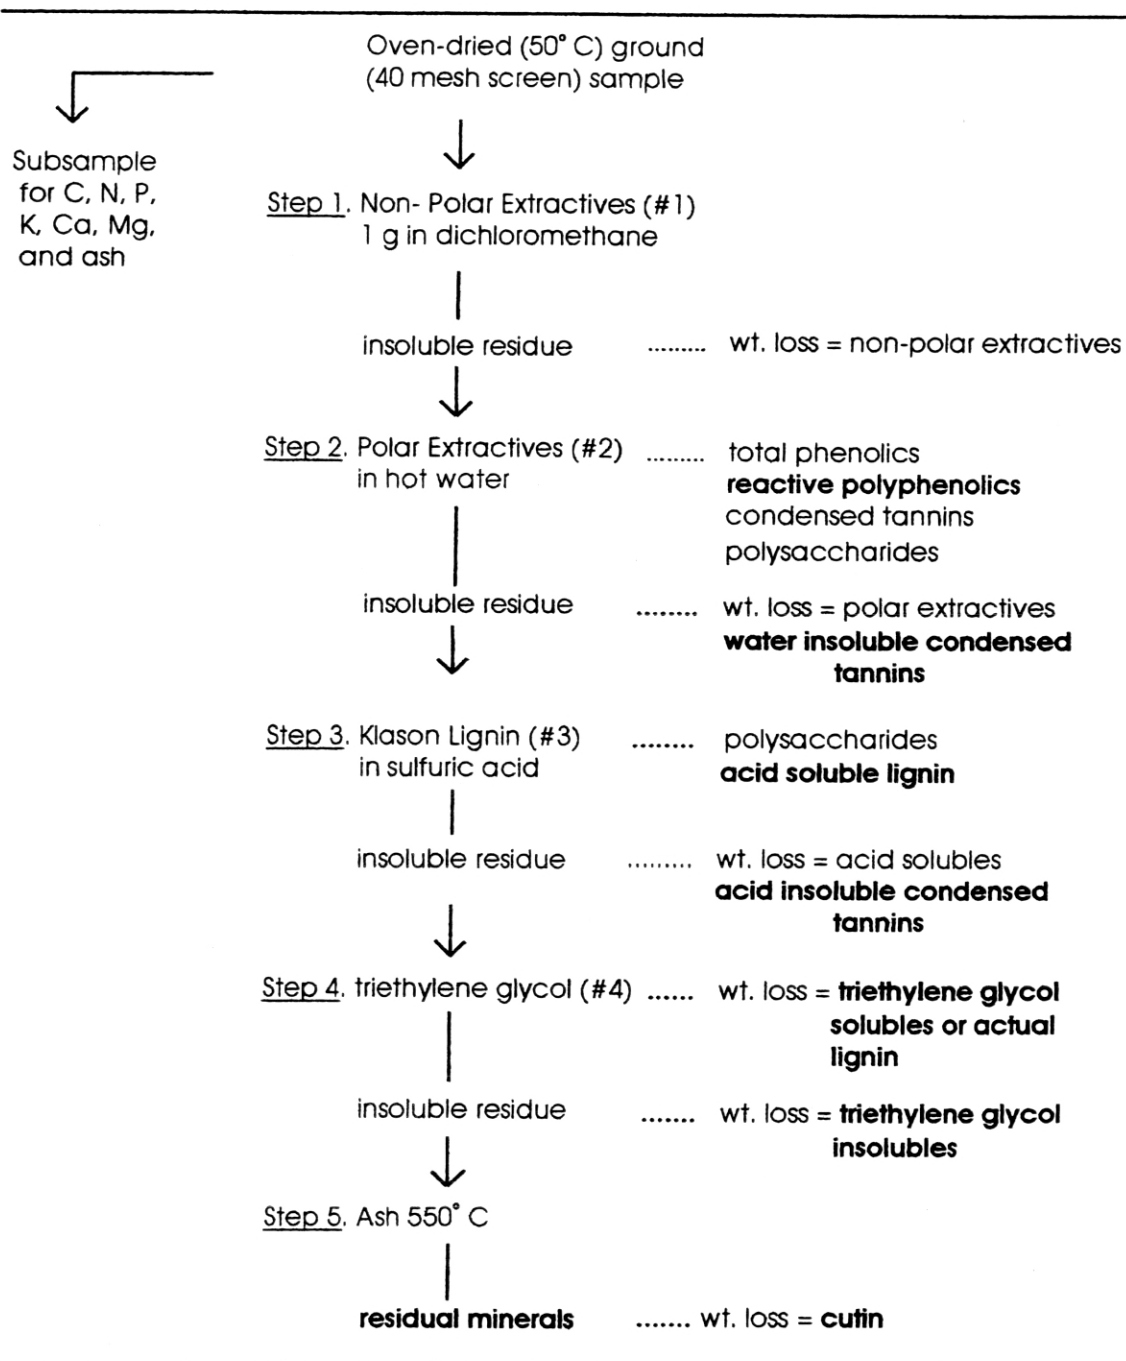 Oven-dried (50° C) ground
(40 mesh screen) sample
Subsample
for C, N, P,
K, Ca, Mg,
and ash
Step 1. Non- Polar Extractives (#1)
1 g in dichloromethane
insoluble residue ......... wt. loss = non-polar extractives
Step 2. Polar Extractives (#2) ......... total phenolics
in hot water reactive polyphenolics
condensed tannins
polysaccharides
insoluble residue ........ wt. loss = polar extractives
water insoluble condensed
tannins
Step 3. Klason Lignin (#3) ........ polysaccharides
in sulfuric acid acid soluble lignin
insoluble residue ......... wt. loss = acid solubles
acid insoluble condensed
tannins
Step 4. triethylene glycol (#4) ...... wt. loss = triethylene glycol
solubles or actual
lignin
insoluble residue ....... wt. loss = triethylene glycol
insolubles
Step 5. Ash 550° C
residual minerals ....... wt. loss = cutin